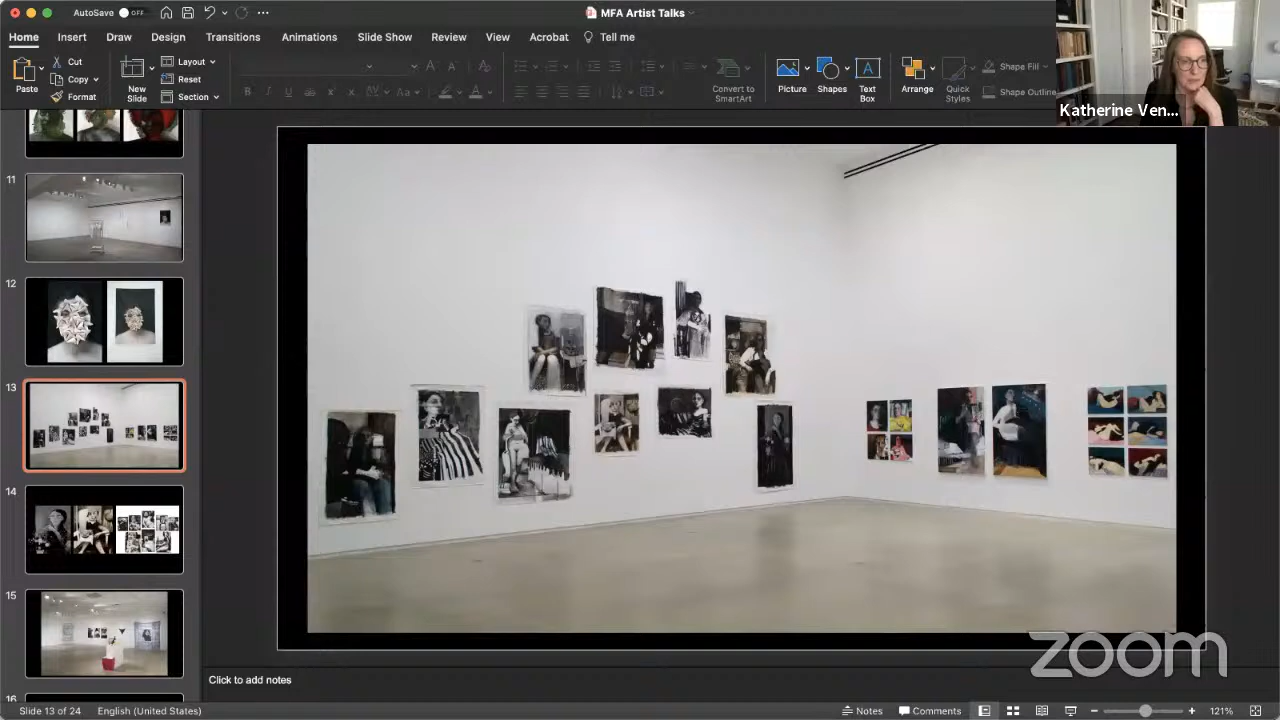 AutoSave OFF
MFA Artist Talks
Home Insert Draw Design Transitions Animations Slide Show Review View Acrobat Tell me
Paste
Cut
Copy
Format
New Slide
Layout
Reset
Section
Convert to SmartArt
Picture
Shapes
Text Box
Arrange
Quick Styles
Shape Fill
Shape Outline
Katherine Ven...
11
12
13
14
15
16
zoom
Click to add notes
Slide 13 of 24 English (United States) Notes Comments 121%